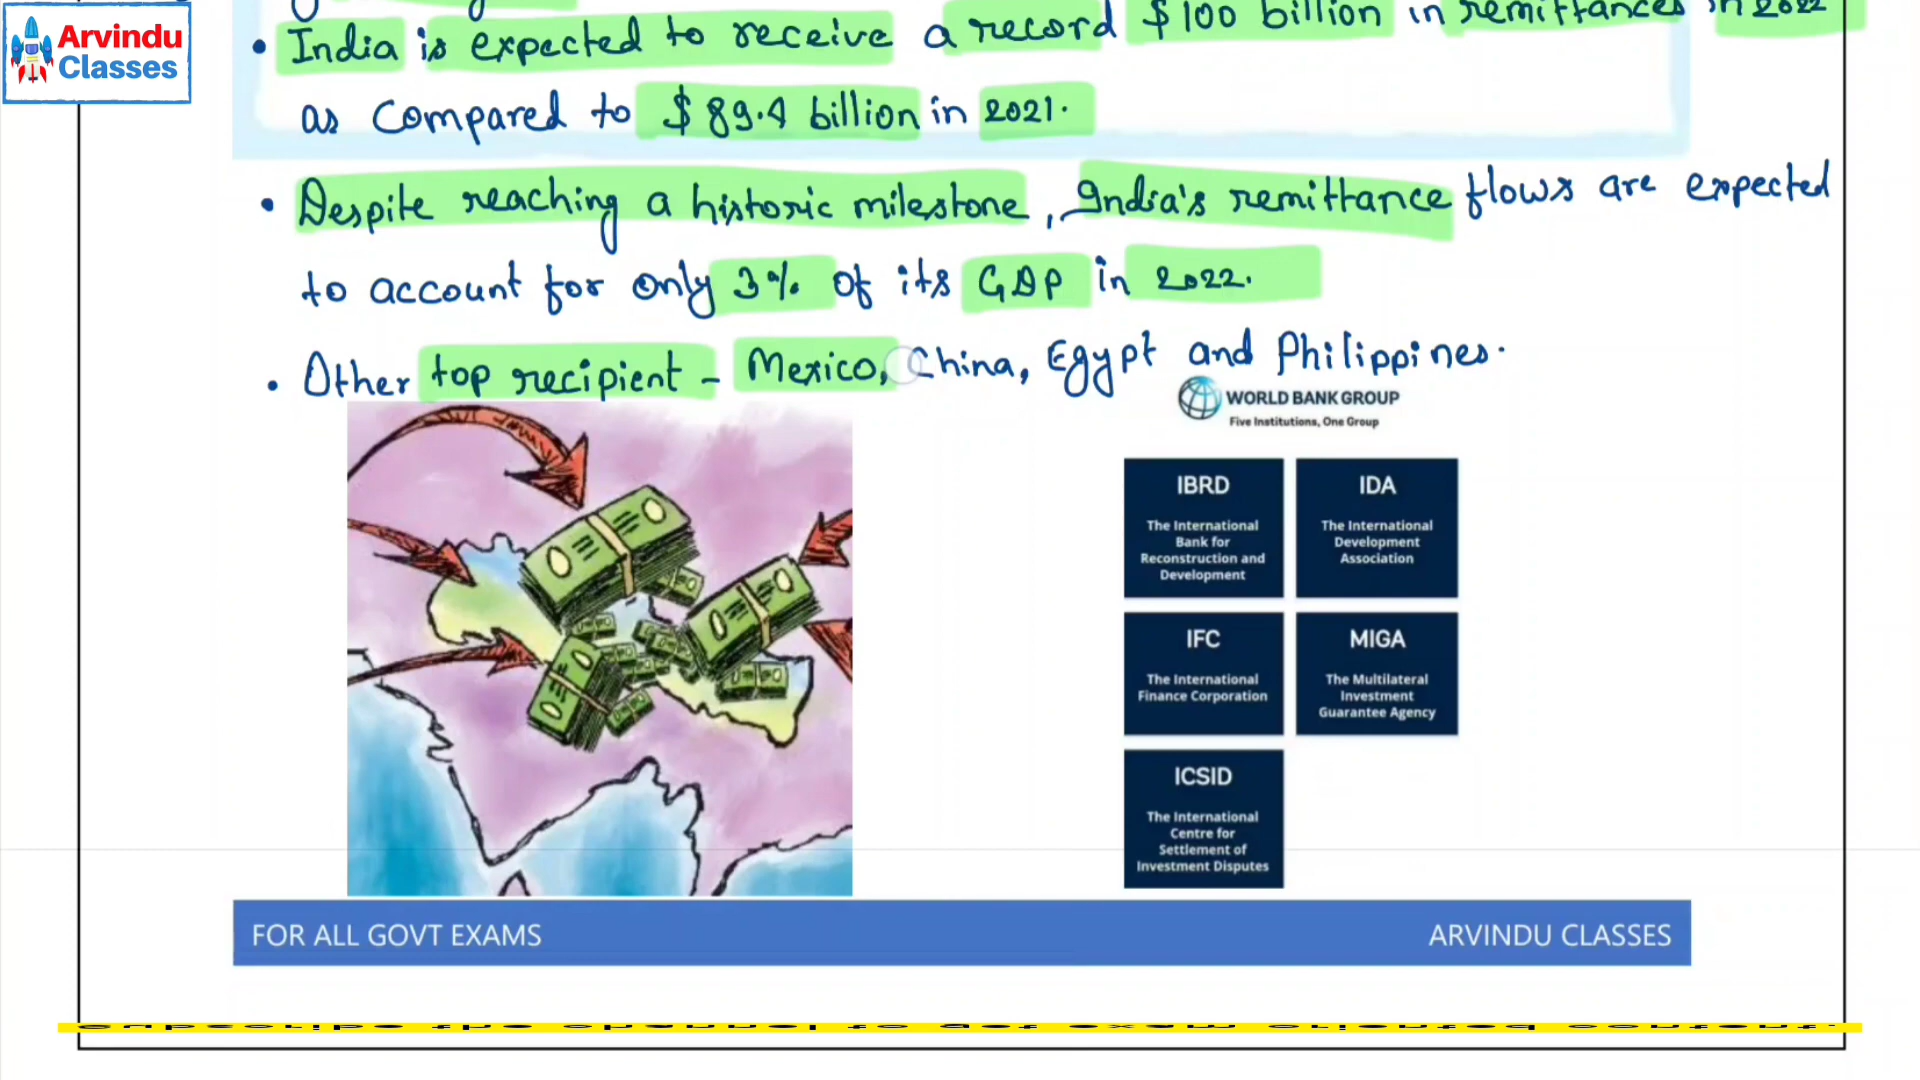 Arvindu
Classes
• India is expected to receive a record $100 billion in remittances in 2022
as compared to $89.4 billion in 2021.
• Despite reaching a historic milestone, India's remittance flows are expected
to account for only 3% of its GDP in 2022.
• Other top recipient - Mexico, China, Egypt and Philippines.
WORLD BANK GROUP
Five Institutions, One Group
IBRD
The International
Bank for
Reconstruction and
Development
IDA
The International
Development
Association
IFC
The International
Finance Corporation
MIGA
The Multilateral
Investment
Guarantee Agency
ICSID
The International
Centre for
Settlement of
Investment Disputes
FOR ALL GOVT EXAMS
ARVINDU CLASSES